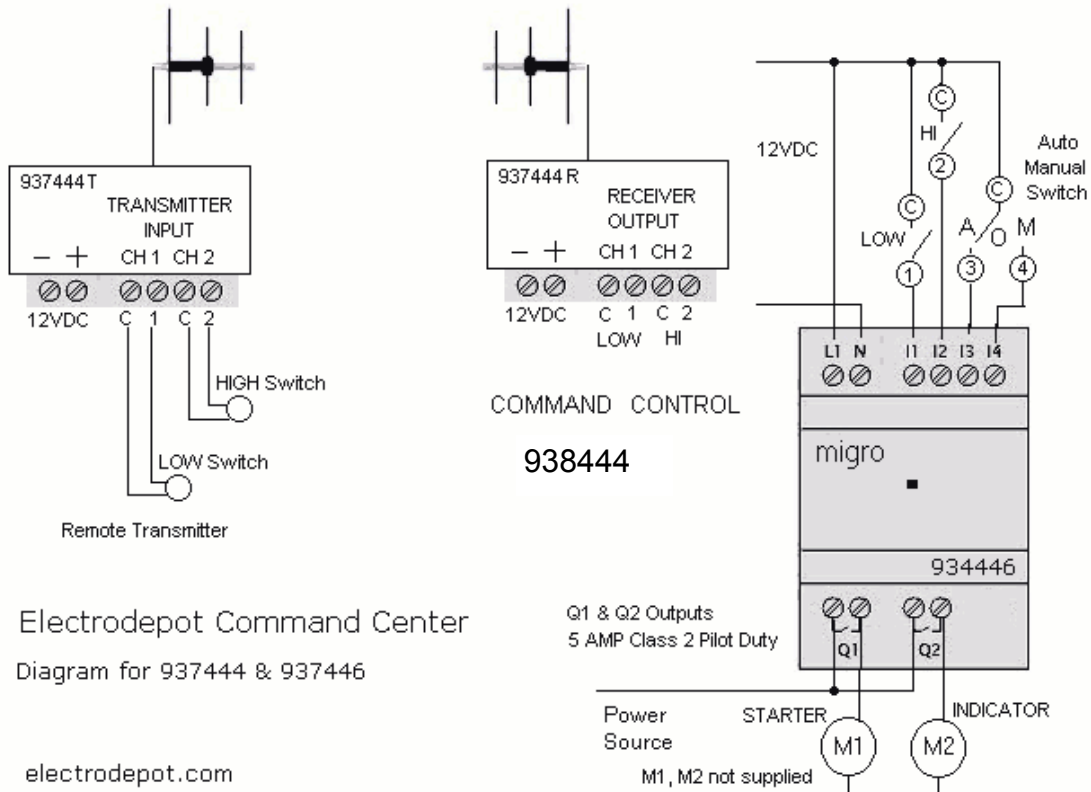 937444T
TRANSMITTER
INPUT
− +
CH 1 CH 2
12VDC
C 1 C 2
HIGH Switch
LOW Switch
Remote Transmitter
937444 R
RECEIVER
OUTPUT
− +
CH 1 CH 2
12VDC
C 1 C 2
LOW HI
COMMAND CONTROL
938444
12VDC
C
HI
2
C
LOW
1
Auto
Manual
Switch
C
A O M
3 4
L1 N I1 I2 I3 I4
migro
934446
Q1 Q2
Q1 & Q2 Outputs
5 AMP Class 2 Pilot Duty
Power
Source
STARTER
INDICATOR
M1
M2
M1, M2 not supplied
Electrodepot Command Center
Diagram for 937444 & 937446
electrodepot.com